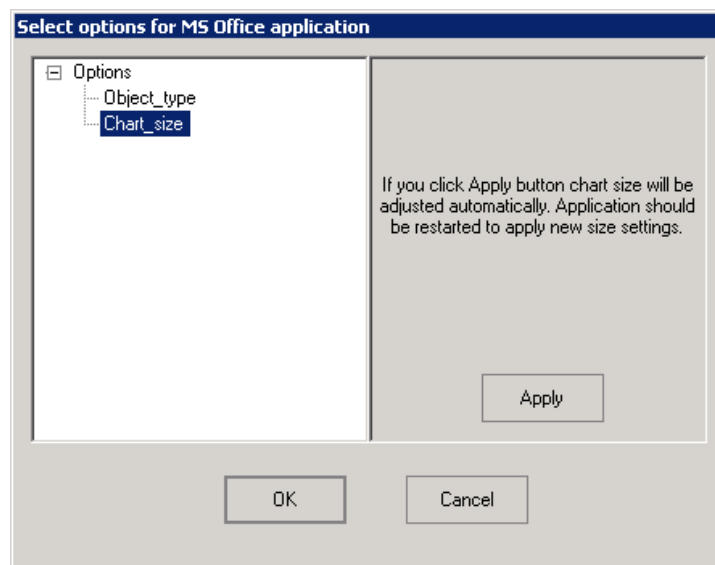 Select options for MS Office application
Options
Object_type
Chart_size
If you click Apply button chart size will be
adjusted automatically. Application should
be restarted to apply new size settings.
Apply
OK
Cancel